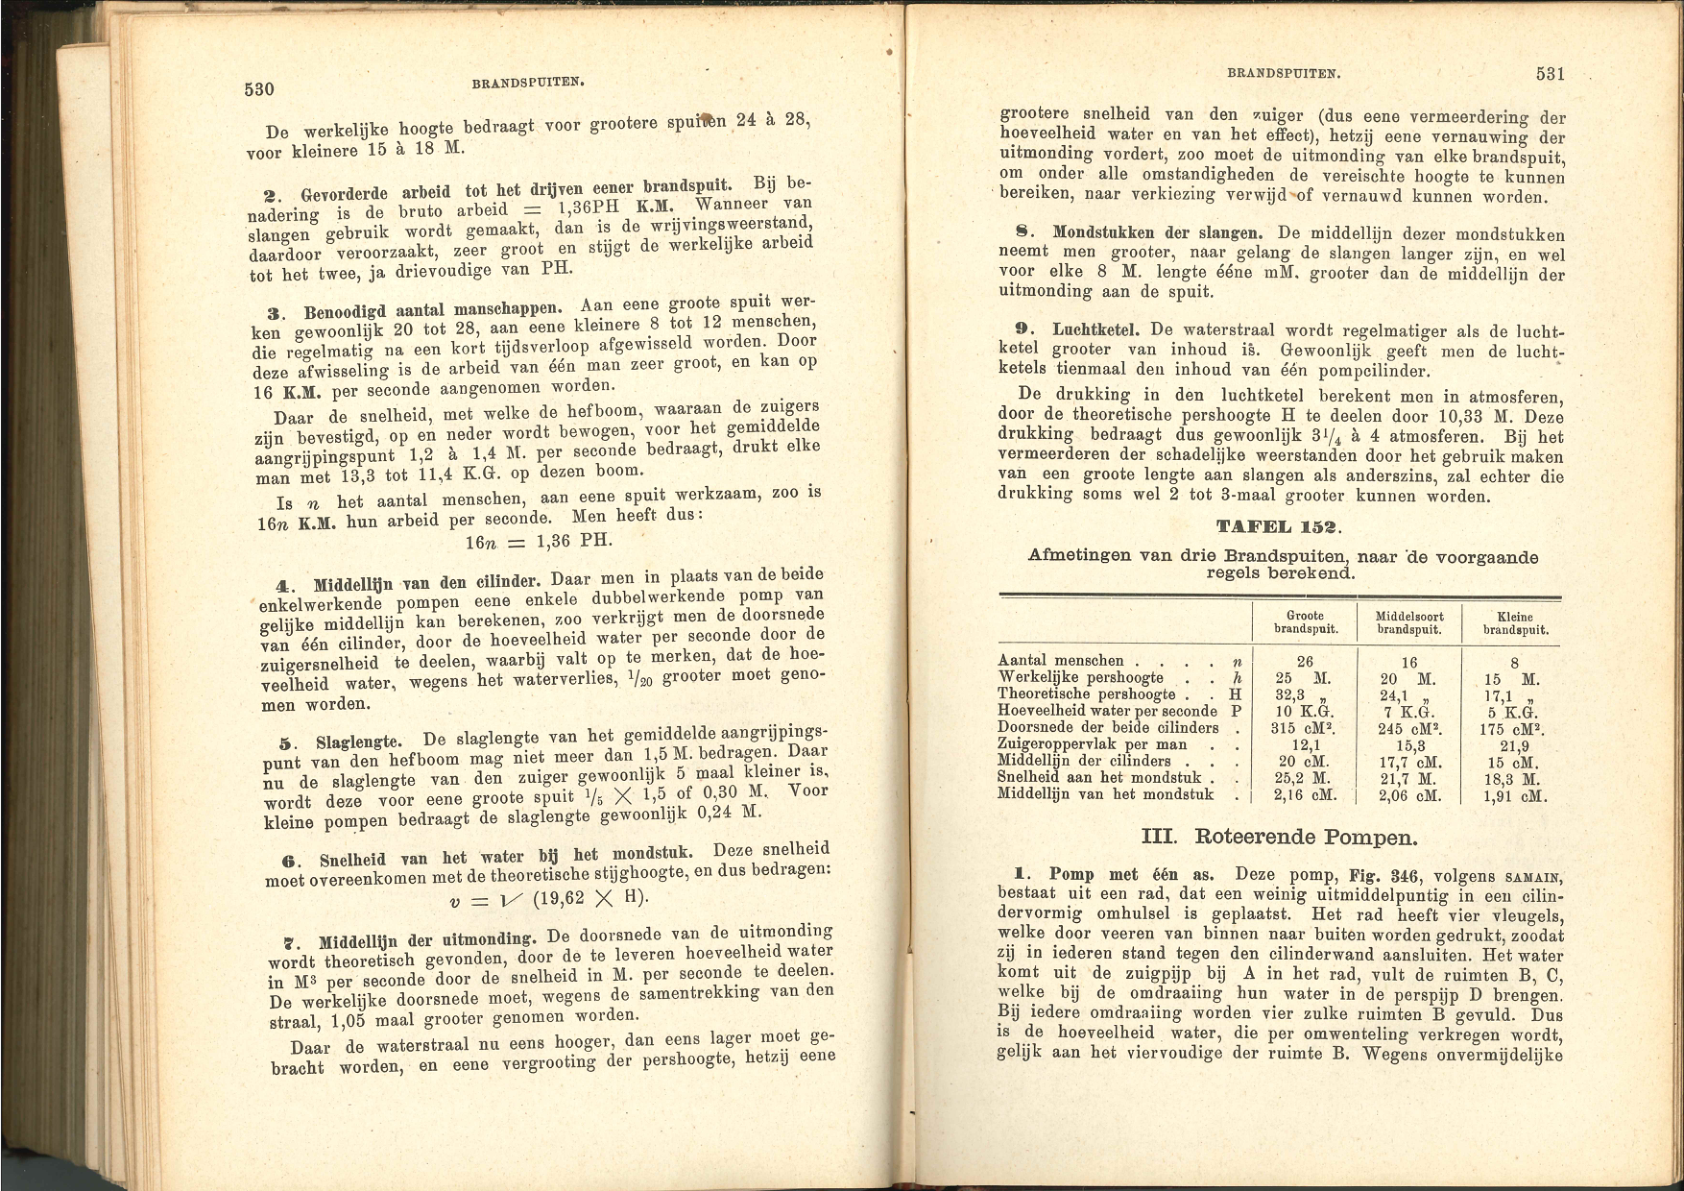 530
BRANDSPUITEN.
De werkelijke hoogte bedraagt voor grootere spuiten 24 à 28,
voor kleinere 15 à 18 M.
2. Gevorderde arbeid tot het drijven eener brandspuit. Bij be-
nadering is de bruto arbeid = 1,36PH K.M. Wanneer van
slangen gebruik wordt gemaakt, dan is de wrijvingsweerstand,
daardoor veroorzaakt, zeer groot en stijgt de werkelijke arbeid
tot het twee, ja drievoudige van PH.
3. Benoodigd aantal manschappen. Aan eene groote spuit wer-
ken gewoonlijk 20 tot 28, aan eene kleinere 8 tot 12 menschen,
die regelmatig na een kort tijdsverloop afgewisseld worden. Door
deze afwisseling is de arbeid van één man zeer groot, en kan op
16 K.M. per seconde aangenomen worden.
Daar de snelheid, met welke de hefboom, waaraan de zuigers
zijn bevestigd, op en neder wordt bewogen, voor het gemiddelde
aangrijpingspunt 1,2 à 1,4 M. per seconde bedraagt, drukt elke
man met 13,3 tot 11,4 K.G. op dezen boom.
Is n het aantal menschen, aan eene spuit werkzaam, zoo is
16n K.M. hun arbeid per seconde. Men heeft dus:
16n = 1,36 PH.
4. Middellijn van den cilinder. Daar men in plaats van de beide
enkelwerkende pompen eene enkele dubbelwerkende pomp van
gelijke middellijn kan berekenen, zoo verkrijgt men de doorsnede
van één cilinder, door de hoeveelheid water per seconde door de
zuigersnelheid te deelen, waarbij valt op te merken, dat de hoe-
veelheid water, wegens het waterverlies, 1/20 grooter moet geno-
men worden.
5. Slaglengte. De slaglengte van het gemiddelde aangrijpings-
punt van den hefboom mag niet meer dan 1,5 M. bedragen. Daar
nu de slaglengte van den zuiger gewoonlijk 5 maal kleiner is,
wordt deze voor eene groote spuit 1/5 × 1,5 of 0,30 M. Voor
kleine pompen bedraagt de slaglengte gewoonlijk 0,24 M.
6. Snelheid van het water bij het mondstuk. Deze snelheid
moet overeenkomen met de theoretische stijghoogte, en dus bedragen:
v = √ (19,62 × H).
7. Middellijn der uitmonding. De doorsnede van de uitmonding
wordt theoretisch gevonden, door de te leveren hoeveelheid water
in M³ per seconde door de snelheid in M. per seconde te deelen.
De werkelijke doorsnede moet, wegens de samentrekking van den
straal, 1,05 maal grooter genomen worden.
Daar de waterstraal nu eens hooger, dan eens lager moet ge-
bracht worden, en eene vergrooting der pershoogte, hetzij eene
BRANDSPUITEN.
531
grootere snelheid van den zuiger (dus eene vermeerdering der
hoeveelheid water en van het effect), hetzij eene vernauwing der
uitmonding vordert, zoo moet de uitmonding van elke brandspuit,
om onder alle omstandigheden de vereischte hoogte te kunnen
bereiken, naar verkiezing verwijd of vernauwd kunnen worden.
8. Mondstukken der slangen. De middellijn dezer mondstukken
neemt men grooter, naar gelang de slangen langer zijn, en wel
voor elke 8 M. lengte ééne mM. grooter dan de middellijn der
uitmonding aan de spuit.
9. Luchtketel. De waterstraal wordt regelmatiger als de lucht-
ketel grooter van inhoud is. Gewoonlijk geeft men de lucht-
ketels tienmaal den inhoud van één pompcilinder.
De drukking in den luchtketel berekent men in atmosferen,
door de theoretische pershoogte H te deelen door 10,33 M. Deze
drukking bedraagt dus gewoonlijk 3 1/4 à 4 atmosferen. Bij het
vermeerderen der schadelijke weerstanden door het gebruik maken
van een groote lengte aan slangen als anderszins, zal echter die
drukking soms wel 2 tot 3-maal grooter kunnen worden.
TAFEL 152.
Afmetingen van drie Brandspuiten, naar de voorgaande
regels berekend.
Groote brandspuit. Middelsoort brandspuit. Kleine brandspuit.
Aantal menschen . . . . n 26 16 8
Werkelijke pershoogte . . h 25 M. 20 M. 15 M.
Theoretische pershoogte . . H 32,3 „ 24,1 „ 17,1 „
Hoeveelheid water per seconde P 10 K.G. 7 K.G. 5 K.G.
Doorsnede der beide cilinders . 315 cM². 245 cM². 175 cM².
Zuigeroppervlak per man . . 12,1 15,3 21,9
Middellijn der cilinders . . . 20 cM. 17,7 cM. 15 cM.
Snelheid aan het mondstuk . . 25,2 M. 21,7 M. 18,3 M.
Middellijn van het mondstuk . 2,16 cM. 2,06 cM. 1,91 cM.
III. Roteerende Pompen.
1. Pomp met één as. Deze pomp, Fig. 346, volgens SAMAIN,
bestaat uit een rad, dat een weinig uitmiddelpuntig in een cilin-
dervormig omhulsel is geplaatst. Het rad heeft vier vleugels,
welke door veeren van binnen naar buiten worden gedrukt, zoodat
zij in iederen stand tegen den cilinderwand aansluiten. Het water
komt uit de zuigpijp bij A in het rad, vult de ruimten B, C,
welke bij de omdraaiing hun water in de perspijp D brengen.
Bij iedere omdraaiing worden vier zulke ruimten B gevuld. Dus
is de hoeveelheid water, die per omwenteling verkregen wordt,
gelijk aan het viervoudige der ruimte B. Wegens onvermijdelijke